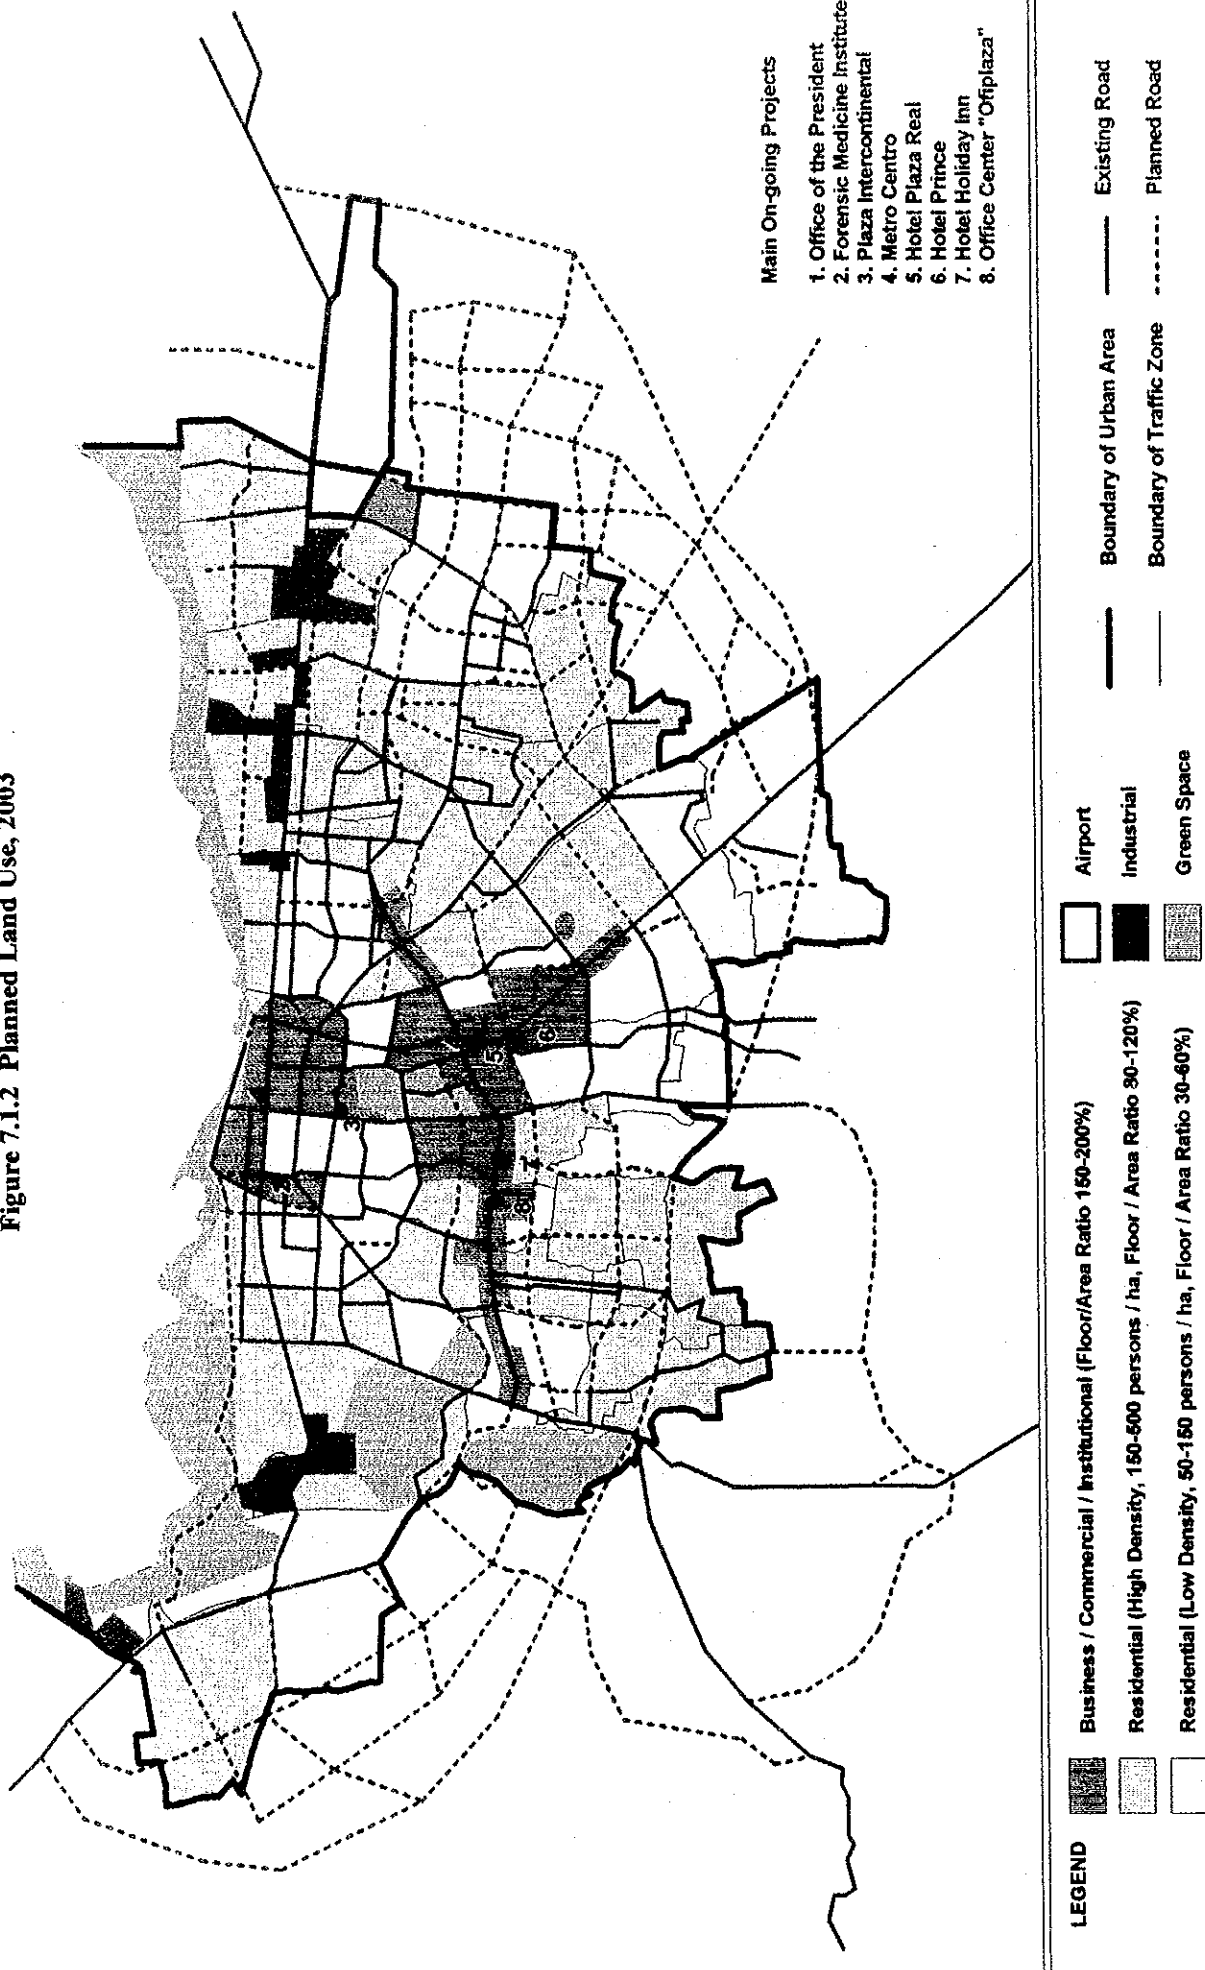 Figure 7.1.2 Planned Land Use, 2003
Main On-going Projects
1. Office of the President
2. Forensic Medicine Institute
3. Plaza Intercontinental
4. Metro Centro
5. Hotel Plaza Real
6. Hotel Prince
7. Hotel Holiday Inn
8. Office Center "Ofiplaza"
3
5
6
8
LEGEND
Business / Commercial / Institutional (Floor/Area Ratio 150-200%)
Residential (High Density, 150-500 persons / ha, Floor / Area Ratio 80-120%)
Residential (Low Density, 50-150 persons / ha, Floor / Area Ratio 30-60%)
Airport
Industrial
Green Space
Boundary of Urban Area
Boundary of Traffic Zone
Existing Road
Planned Road